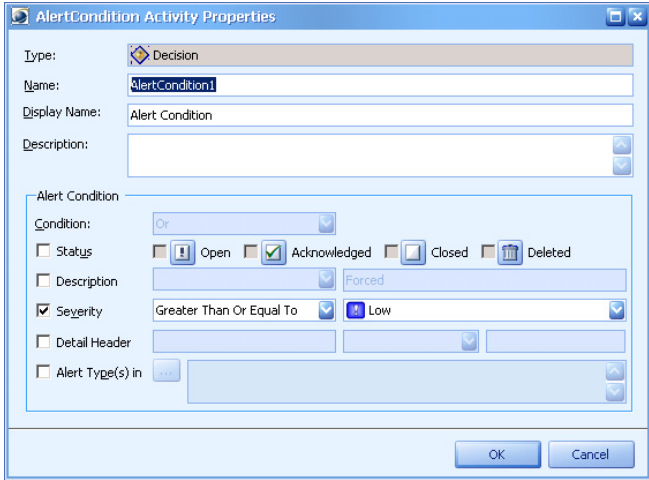 AlertCondition Activity Properties
Type: Decision
Name: AlertCondition1
Display Name: Alert Condition
Description:
Alert Condition
Condition: Or
Status Open Acknowledged Closed Deleted
Description Forced
Severity Greater Than Or Equal To Low
Detail Header
Alert Type(s) in ...
OK Cancel